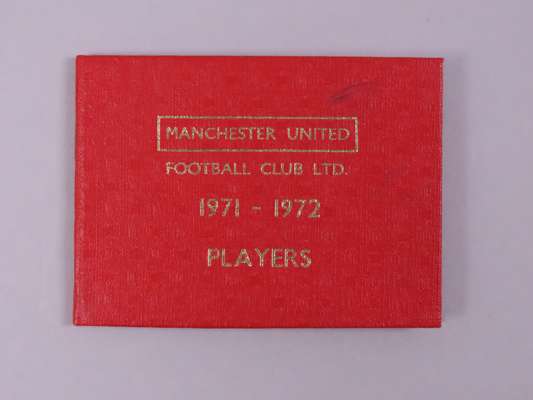 MANCHESTER UNITED
FOOTBALL CLUB LTD.
1971 - 1972
PLAYERS